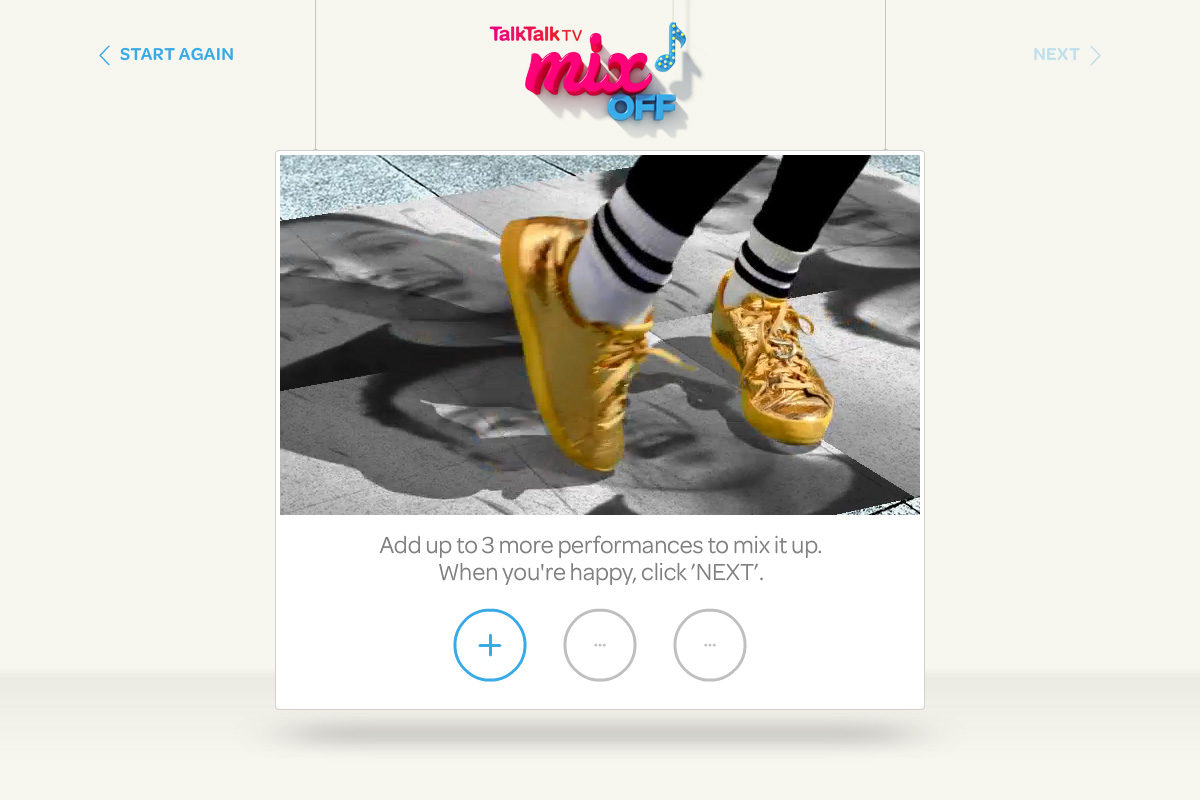 START AGAIN
TalkTalk TV
mix
OFF
NEXT
Add up to 3 more performances to mix it up.
When you're happy, click ’NEXT’.